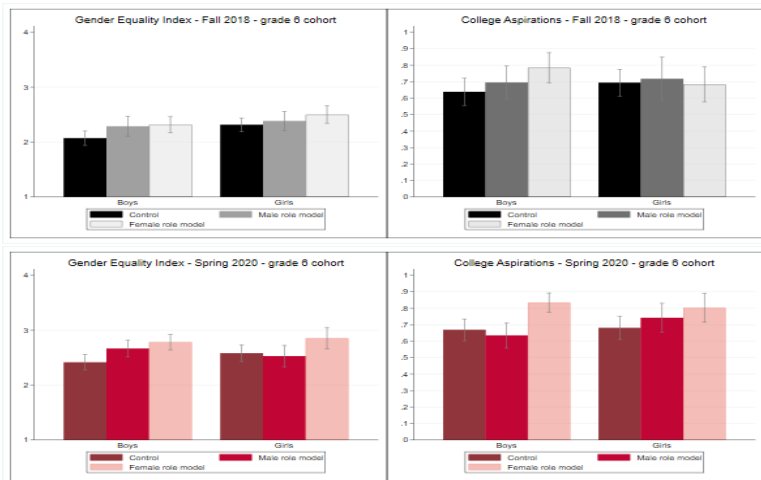 Gender Equality Index - Fall 2018 - grade 6 cohort
4
3
2
1
Boys
Girls
Control
Male role model
Female role model
College Aspirations - Fall 2018 - grade 6 cohort
1
.9
.8
.7
.6
.5
.4
.3
.2
.1
0
Boys
Girls
Control
Male role model
Female role model
Gender Equality Index - Spring 2020 - grade 6 cohort
4
3
2
1
Boys
Girls
Control
Male role model
Female role model
College Aspirations - Spring 2020 - grade 6 cohort
1
.9
.8
.7
.6
.5
.4
.3
.2
.1
0
Boys
Girls
Control
Male role model
Female role model